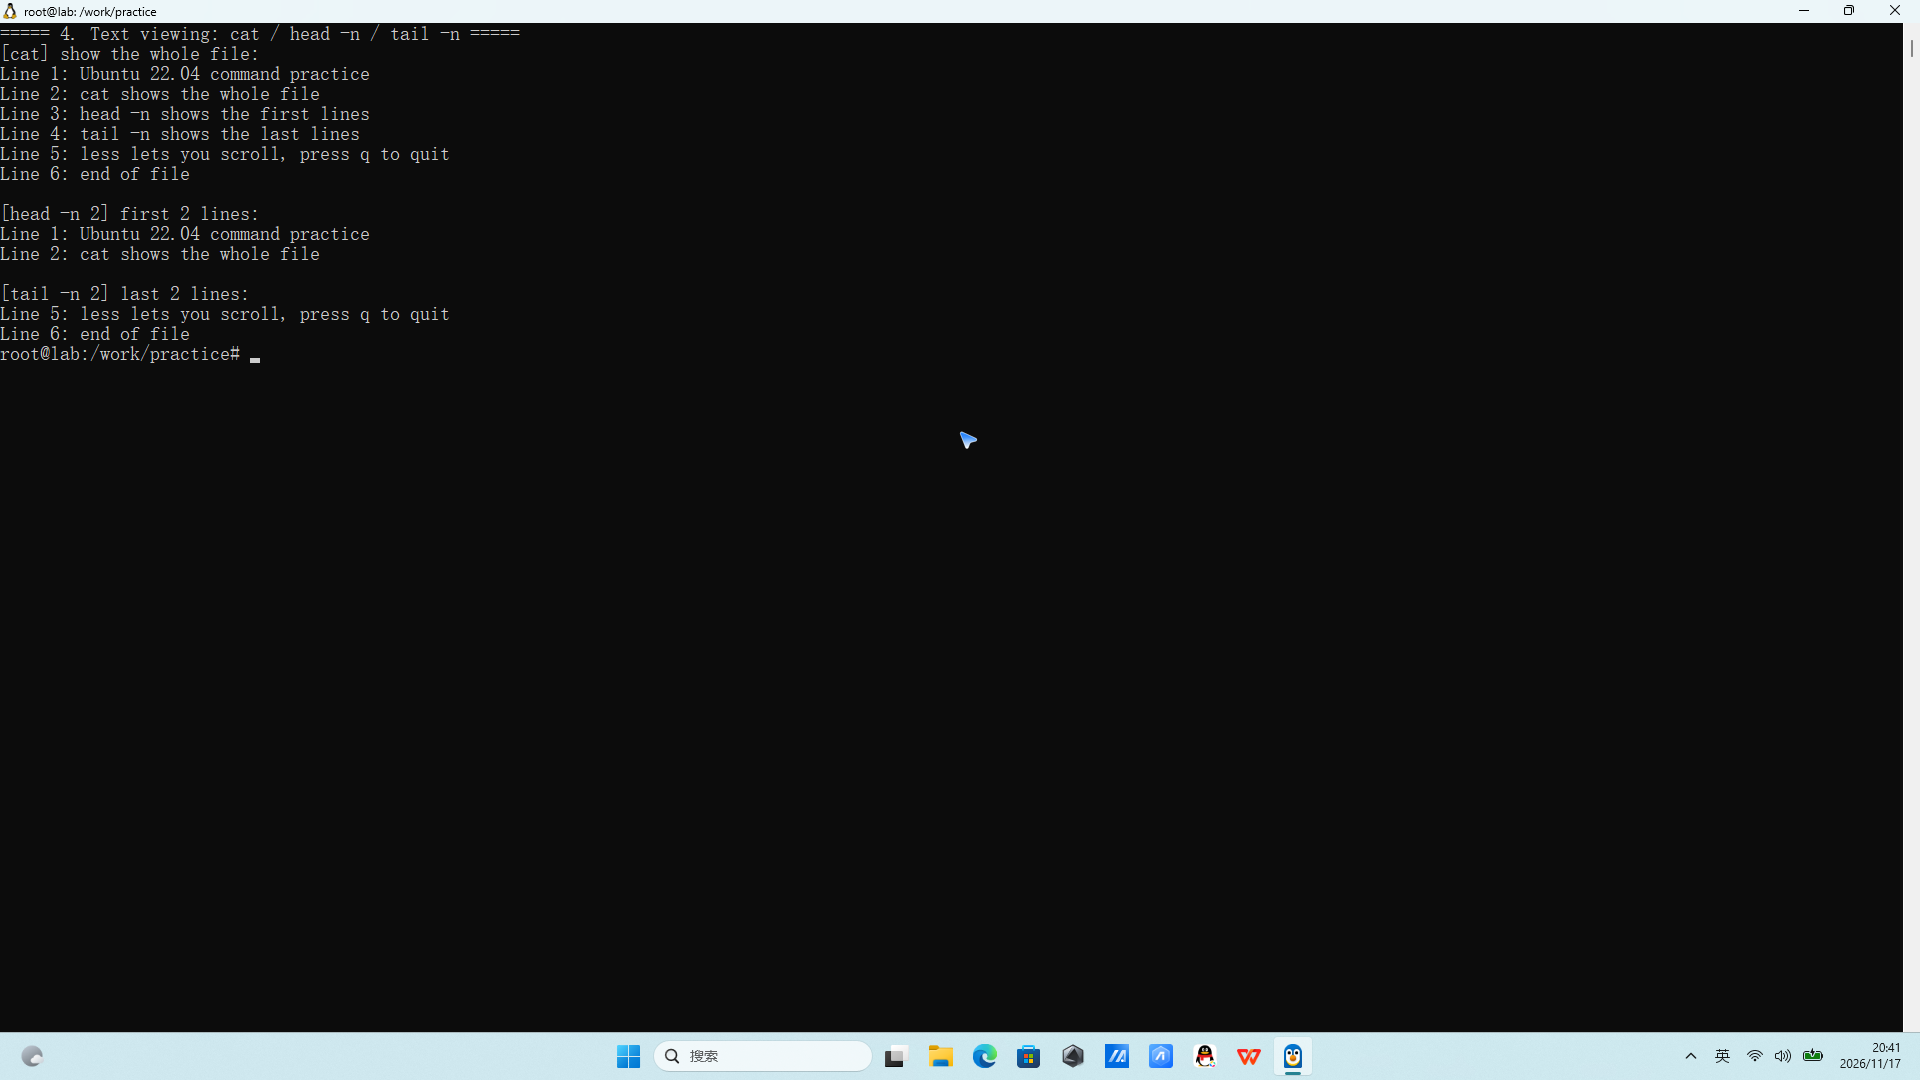 root@lab: /work/practice
===== 4. Text viewing: cat / head -n / tail -n =====
[cat] show the whole file:
Line 1: Ubuntu 22.04 command practice
Line 2: cat shows the whole file
Line 3: head -n shows the first lines
Line 4: tail -n shows the last lines
Line 5: less lets you scroll, press q to quit
Line 6: end of file
[head -n 2] first 2 lines:
Line 1: Ubuntu 22.04 command practice
Line 2: cat shows the whole file
[tail -n 2] last 2 lines:
Line 5: less lets you scroll, press q to quit
Line 6: end of file
root@lab:/work/practice#
搜索
英
20:41
2026/11/17